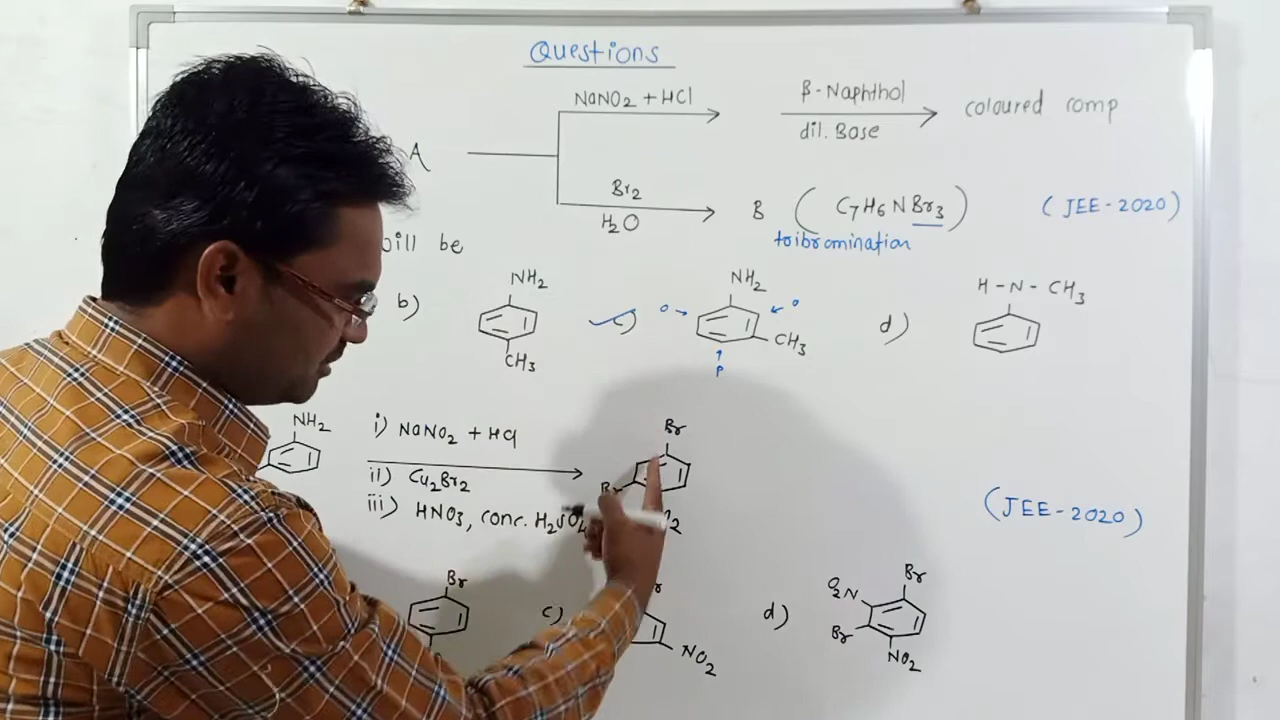 Questions
NaNO2 + HCl
β-Naphthol
dil. Base
coloured comp
A
Br2
H2O
B ( C7H6NBr3 )
(JEE-2020)
tribromination
will be
b)
NH2
CH3
c)
NH2
CH3
o
o
p
d)
H-N-CH3
NH2
i) NaNO2 + HCl
ii) Cu2Br2
iii) HNO3, conc. H2SO4
Br
Br
(JEE-2020)
Br
c)
NO2
d)
Br
O2N
Br
NO2